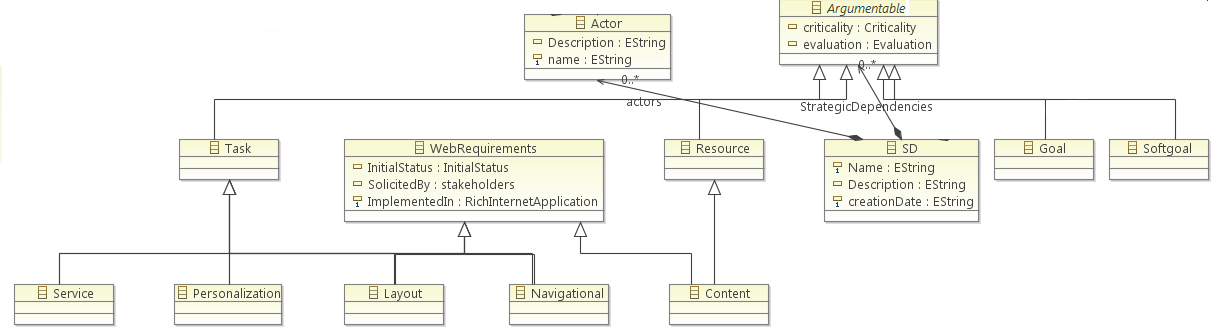 Argumentable
criticality : Criticality
evaluation : Evaluation
Actor
Description : EString
name : EString
0..*
0..*
actors
StrategicDependencies
Task
WebRequirements
InitialStatus : InitialStatus
SolicitedBy : stakeholders
ImplementedIn : RichInternetApplication
Resource
SD
Name : EString
Description : EString
creationDate : EString
Goal
Softgoal
Service
Personalization
Layout
Navigational
Content